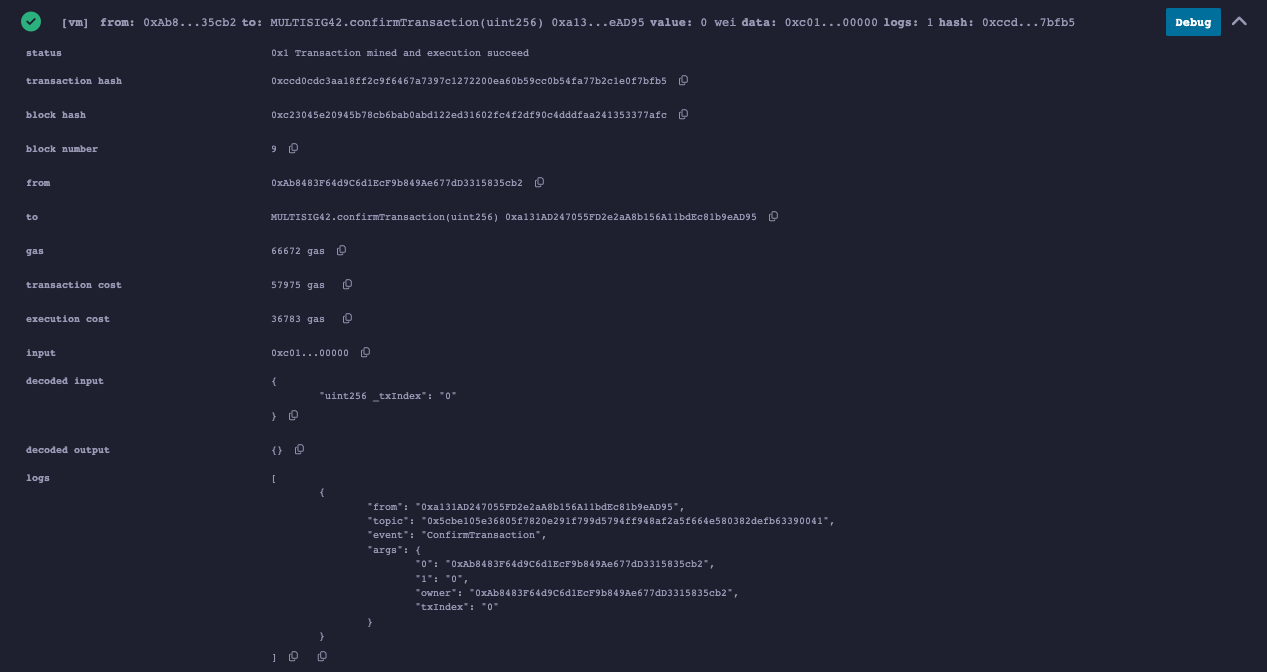 [vm] from: 0xAb8...35cb2 to: MULTISIG42.confirmTransaction(uint256) 0xa13...eAD95 value: 0 wei data: 0xc01...00000 logs: 1 hash: 0xccd...7bfb5 Debug
status 0x1 Transaction mined and execution succeed
transaction hash 0xccd0cdc3aa18ff2c9f6467a7397c1272200ea60b59cc0b54fa77b2c1e0f7bfb5
block hash 0xc23045e20945b78cb6bab0abd122ed31602fc4f2df90c4dddfaa241353377afc
block number 9
from 0xAb8483F64d9C6d1EcF9b849Ae677dD3315835cb2
to MULTISIG42.confirmTransaction(uint256) 0xa131AD247055FD2e2aA8b156A11bdEc81b9eAD95
gas 66672 gas
transaction cost 57975 gas
execution cost 36783 gas
input 0xc01...00000
decoded input {
"uint256 _txIndex": "0"
}
decoded output {}
logs [
{
"from": "0xa131AD247055FD2e2aA8b156A11bdEc81b9eAD95",
"topic": "0x5cbe105e36805f7820e291f799d5794ff948af2a5f664e580382defb63390041",
"event": "ConfirmTransaction",
"args": {
"0": "0xAb8483F64d9C6d1EcF9b849Ae677dD3315835cb2",
"1": "0",
"owner": "0xAb8483F64d9C6d1EcF9b849Ae677dD3315835cb2",
"txIndex": "0"
}
}
]